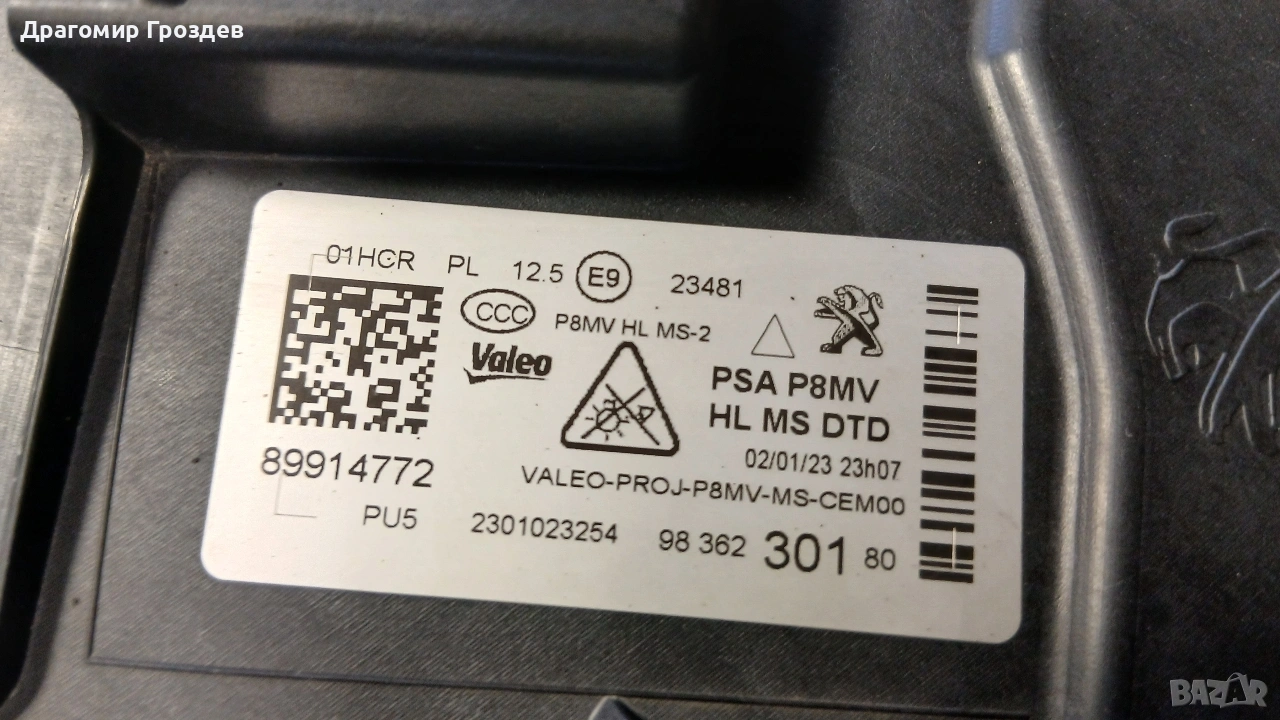 Драгомир Гроздев
01HCR PL 12.5 E9 23481
CCC P8MV HL MS-2
Valeo
PSA P8MV
HL MS DTD
02/01/23 23h07
89914772
VALEO-PROJ-P8MV-MS-CEM00
PU5 2301023254 98 362 301 80
BAZAR